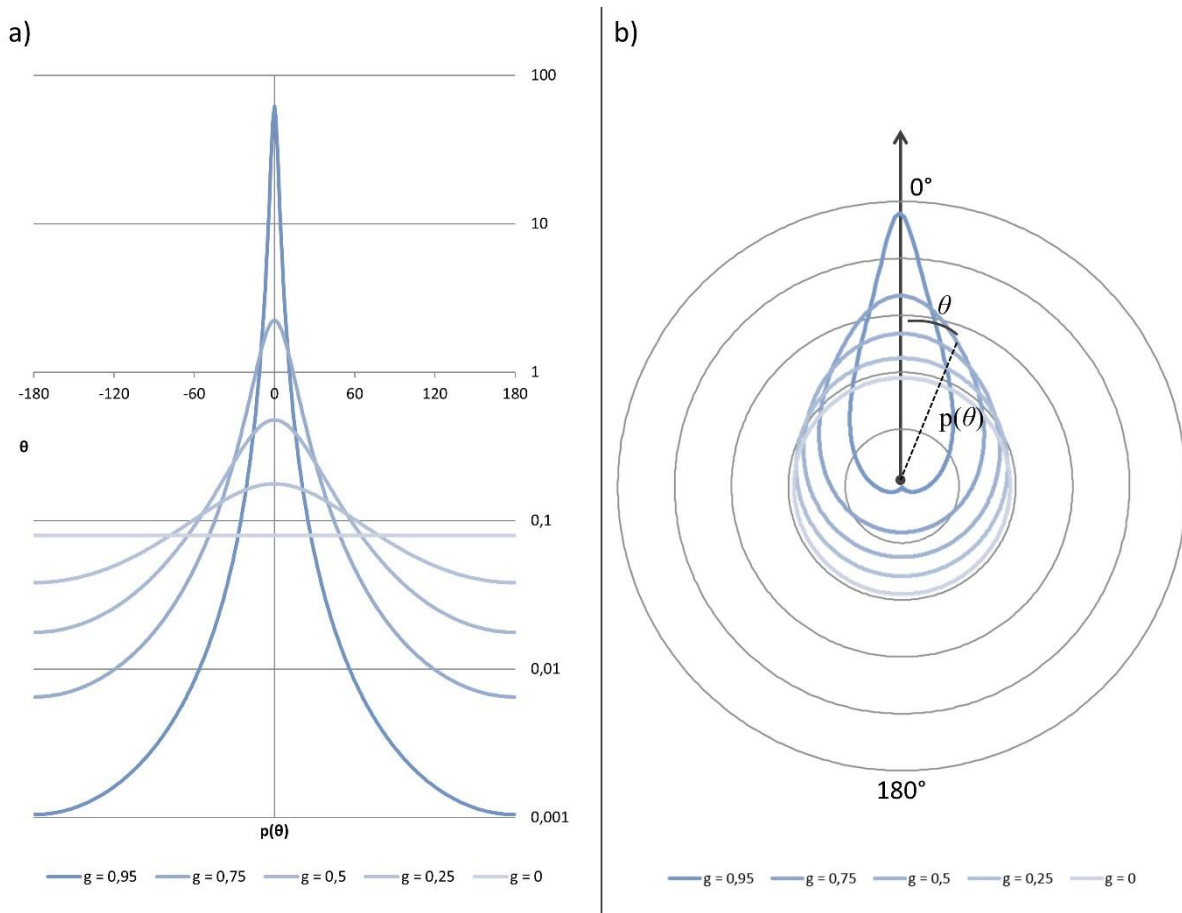 a)
100
10
1
-180 -120 -60 0 60 120 180
θ
0,1
0,01
0,001
p(θ)
g = 0,95 g = 0,75 g = 0,5 g = 0,25 g = 0
b)
0°
θ
p(θ)
180°
g = 0,95 g = 0,75 g = 0,5 g = 0,25 g = 0